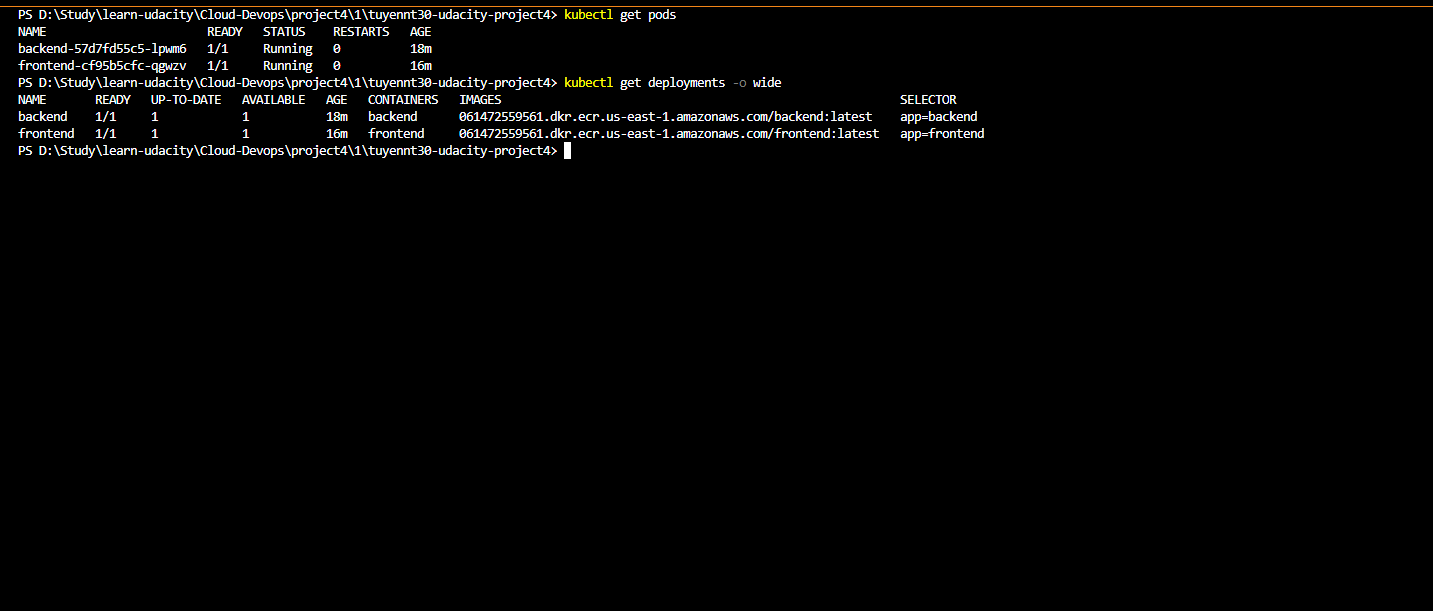 PS D:\Study\learn-udacity\Cloud-Devops\project4\1\tuyennt30-udacity-project4> kubectl get pods
NAME                       READY   STATUS    RESTARTS   AGE
backend-57d7fd55c5-lpwm6   1/1     Running   0          18m
frontend-cf95b5cfc-qgwzv   1/1     Running   0          16m
PS D:\Study\learn-udacity\Cloud-Devops\project4\1\tuyennt30-udacity-project4> kubectl get deployments -o wide
NAME       READY   UP-TO-DATE   AVAILABLE   AGE   CONTAINERS   IMAGES                                                         SELECTOR
backend    1/1     1            1           18m   backend      061472559561.dkr.ecr.us-east-1.amazonaws.com/backend:latest    app=backend
frontend   1/1     1            1           16m   frontend     061472559561.dkr.ecr.us-east-1.amazonaws.com/frontend:latest   app=frontend
PS D:\Study\learn-udacity\Cloud-Devops\project4\1\tuyennt30-udacity-project4>